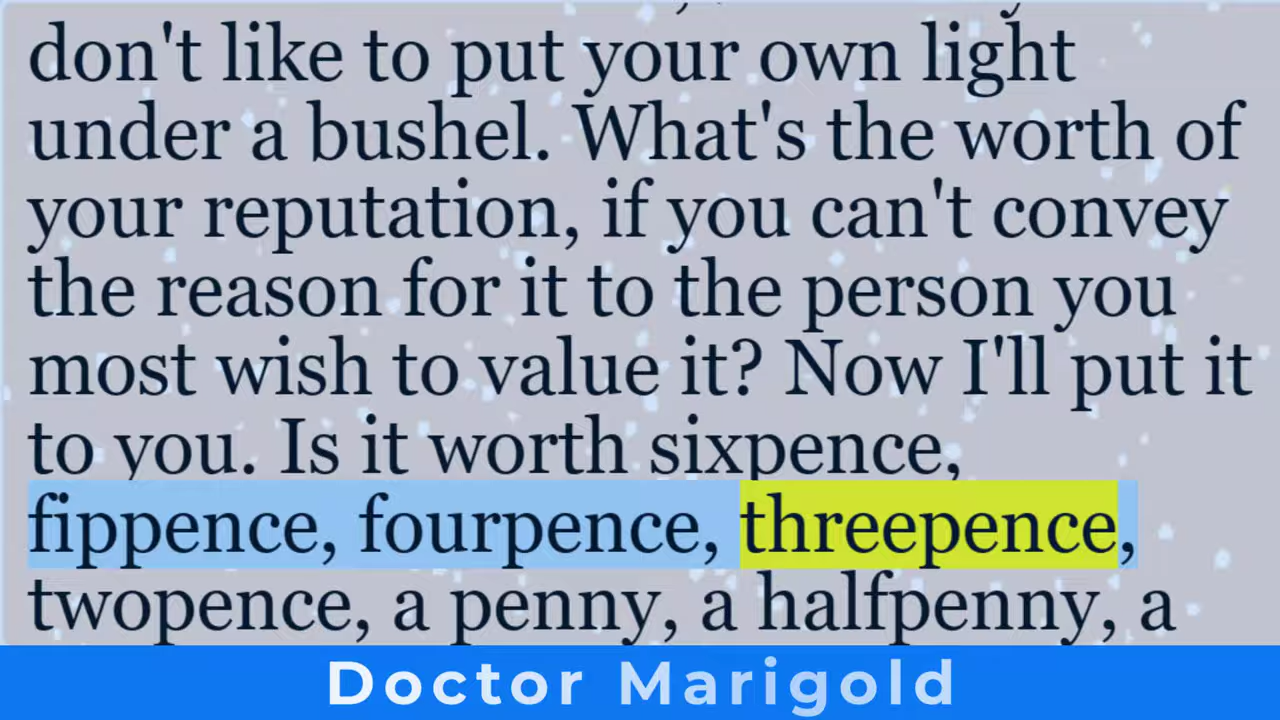 don't like to put your own light
under a bushel. What's the worth of
your reputation, if you can't convey
the reason for it to the person you
most wish to value it? Now I'll put it
to you. Is it worth sixpence,
fippence, fourpence, threepence,
twopence, a penny, a halfpenny, a
Doctor Marigold